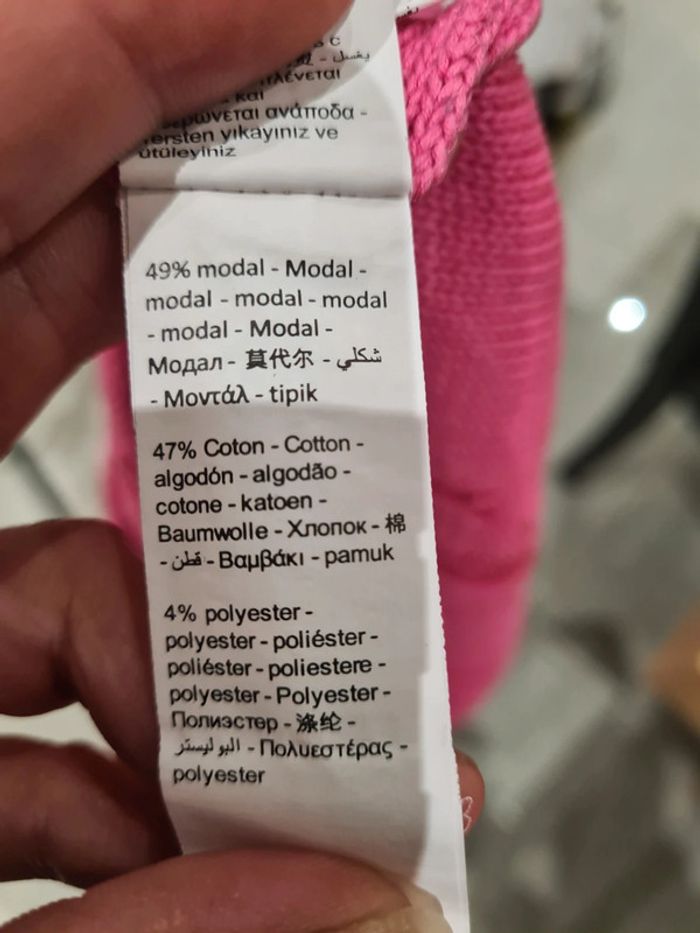 ανάποδα -
yıkayınız ve
ütüleyiniz
49% modal - Modal -
modal - modal - modal
- modal - Modal -
Модал - 莫代尔 - شكلي
- Μοντάλ - tipik
47% Coton - Cotton -
algodón - algodão -
cotone - katoen -
Baumwolle - Хлопок - 棉
- قطن - Βαμβάκι - pamuk
4% polyester -
polyester - poliéster -
poliéster - poliestere -
polyester - Polyester -
Полиэстер - 涤纶 -
البوليستر - Πολυεστέρας -
polyester